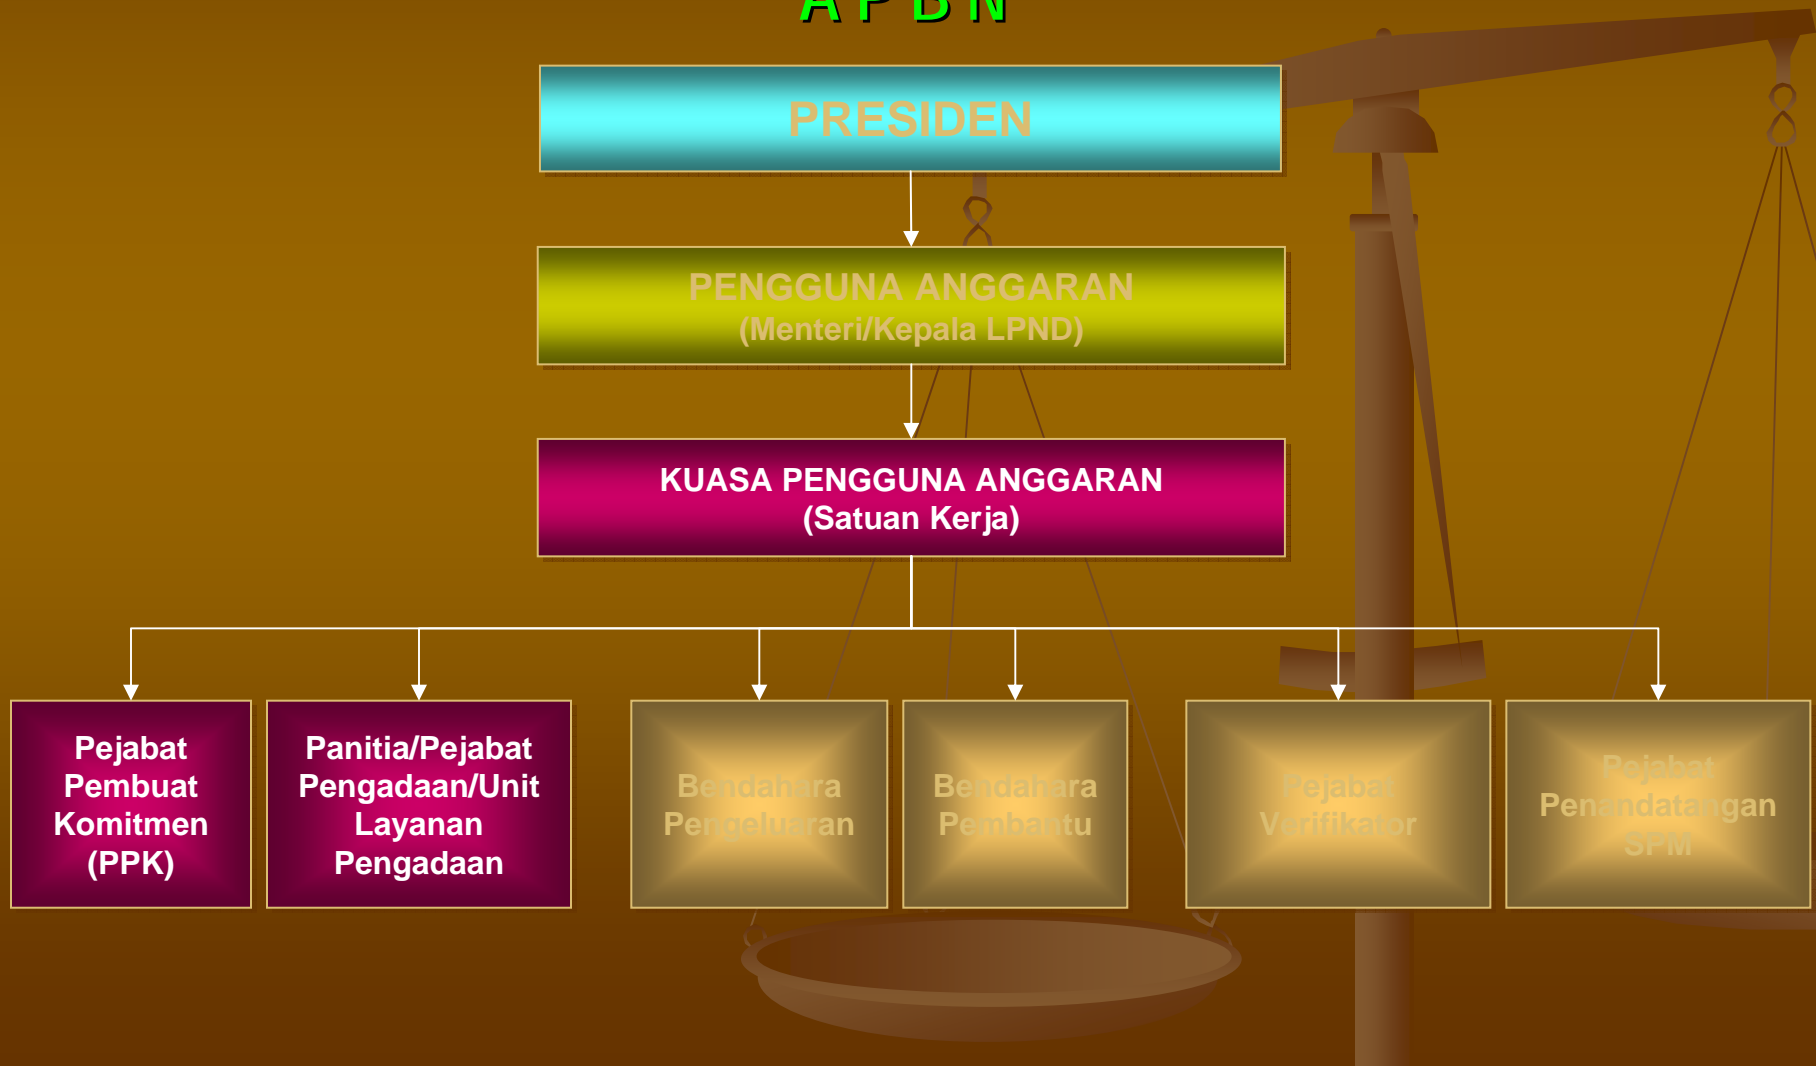 APBN
PRESIDEN
PENGGUNA ANGGARAN
(Menteri/Kepala LPND)
KUASA PENGGUNA ANGGARAN
(Satuan Kerja)
Pejabat
Pembuat
Komitmen
(PPK)
Panitia/Pejabat
Pengadaan/Unit
Layanan
Pengadaan
Bendahara
Pengeluaran
Bendahara
Pembantu
Pejabat
Verifikator
Pejabat
Penandatangan
SPM